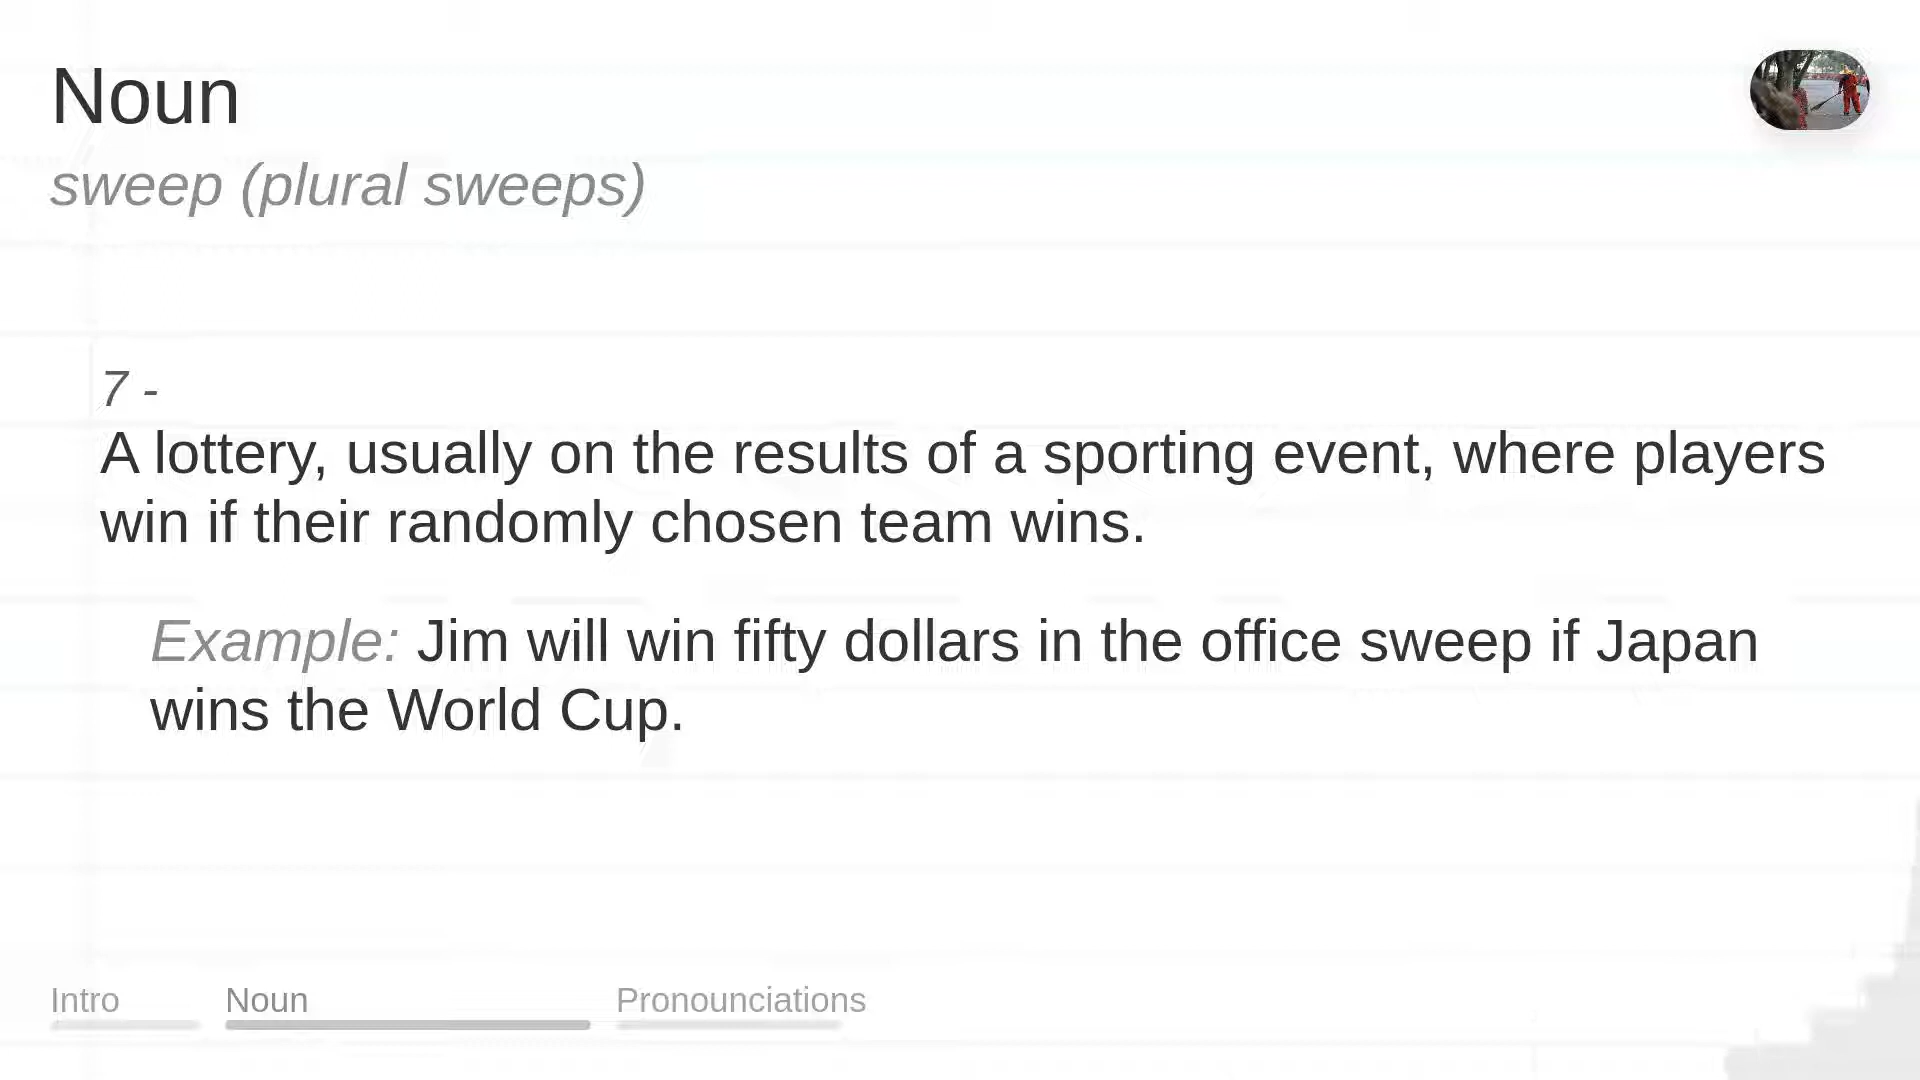 Noun
sweep (plural sweeps)
7 -
A lottery, usually on the results of a sporting event, where players
win if their randomly chosen team wins.
Example: Jim will win fifty dollars in the office sweep if Japan
wins the World Cup.
Intro
Noun
Pronounciations